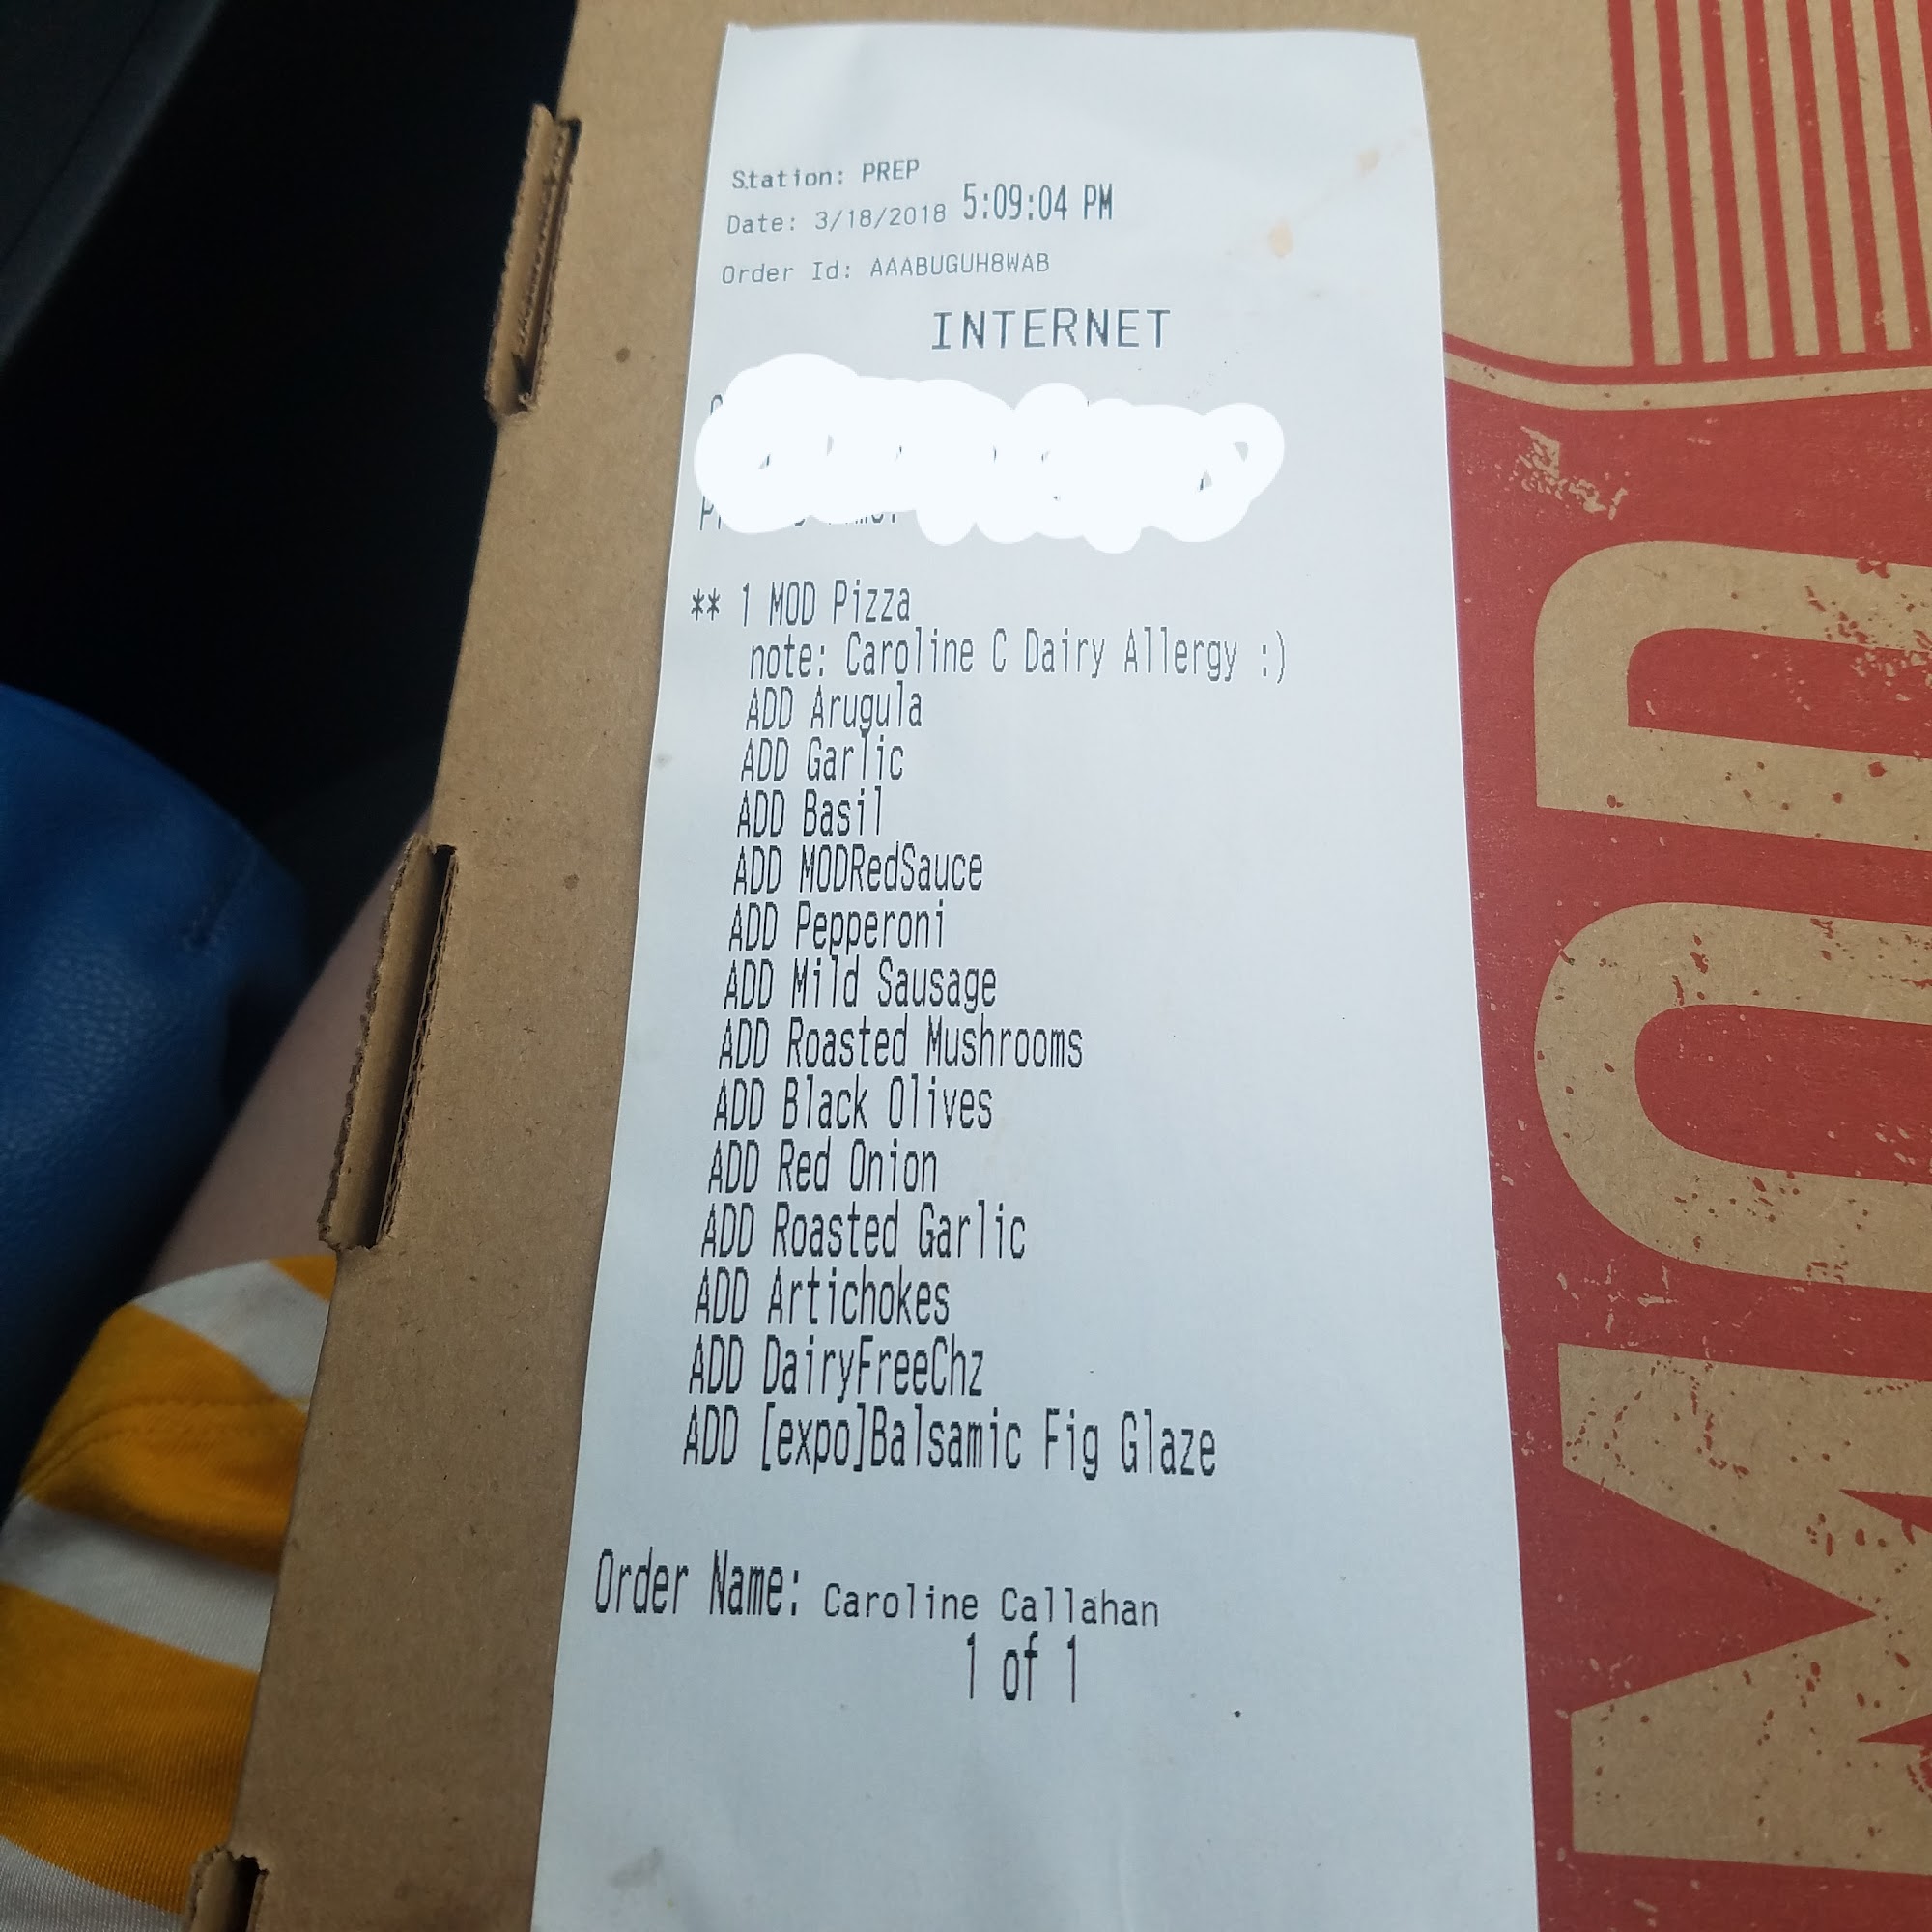 Station: PREP
Date: 3/18/2018 5:09:04 PM
Order Id: AAABUGUH8WAB
INTERNET
** 1 MOD Pizza
note: Caroline C Dairy Allergy :)
ADD Arugula
ADD Garlic
ADD Basil
ADD MODRedSauce
ADD Pepperoni
ADD Mild Sausage
ADD Roasted Mushrooms
ADD Black Olives
ADD Red Onion
ADD Roasted Garlic
ADD Artichokes
ADD DairyFreeChz
ADD [expo]Balsamic Fig Glaze
Order Name: Caroline Callahan
1 of 1
MOD